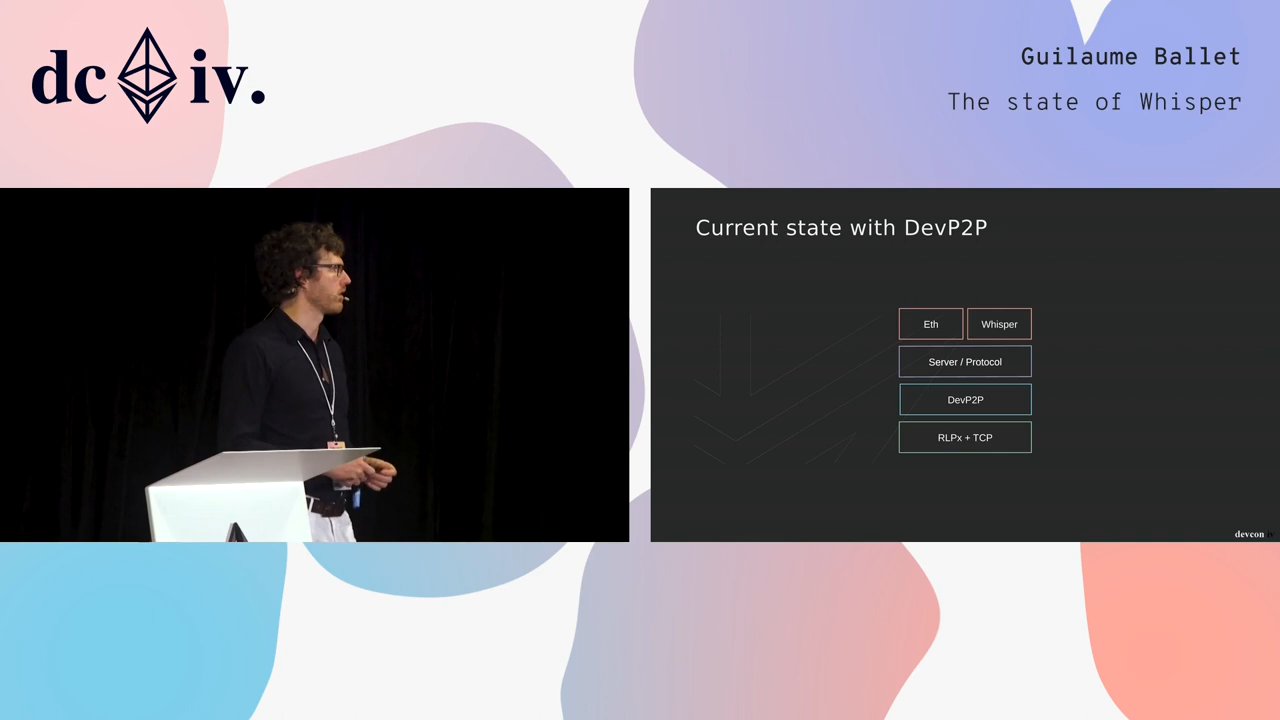 dc iv.
Guilaume Ballet
The state of Whisper
Current state with DevP2P
Eth Whisper
Server / Protocol
DevP2P
RLPx + TCP
devcon